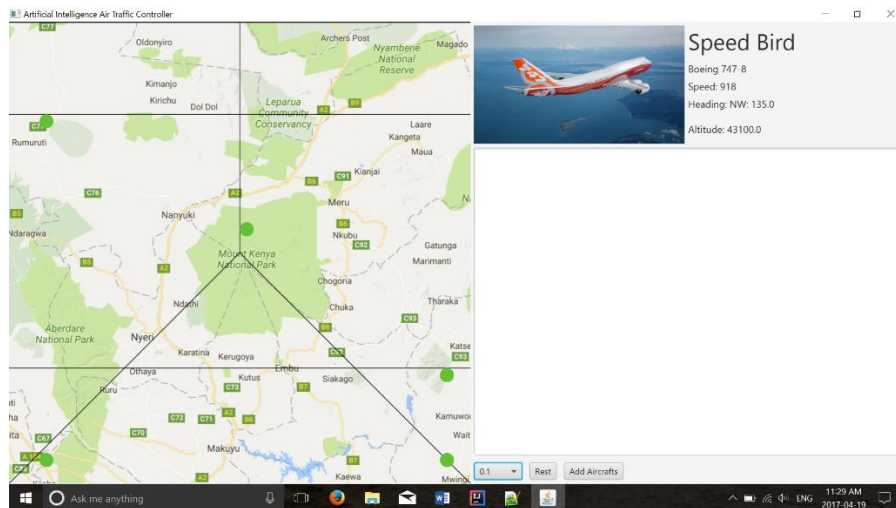 Artificial Intelligence Air Traffic Controller
C77
Oldonyiro
Archers Post
Nyambene
National
Reserve
Magado
Kimanjo
Kirichu
Dol Dol
Leparua
Community
Conservancy
A2
B9
Laare
Kangeta
Maua
Rumuruti
C76
A2
B6
C91
Kianjai
Meru
B5
Ndaragwa
Nanyuki
B6
Nkubu
C92
Gatunga
Marimanti
Mount Kenya
National Park
B5
A2
Chogoria
Ndathi
Chuka
Tharaka
C93
Aberdare
National Park
Nyeri
B6
Karatina
Kerugoya
Embu
C93
Othaya
Kutus
C73
Siakago
B7
Ruru
C72
C71
A2
B6
C70
C67
Makuyu
A2
B7
Kaewa
Speed Bird
Boeing 747-8
Speed: 918
Heading: NW: 135.0
Altitude: 43100.0
0.1
Rest
Add Aircrafts
Ask me anything
ENG
11:29 AM
2017-04-19